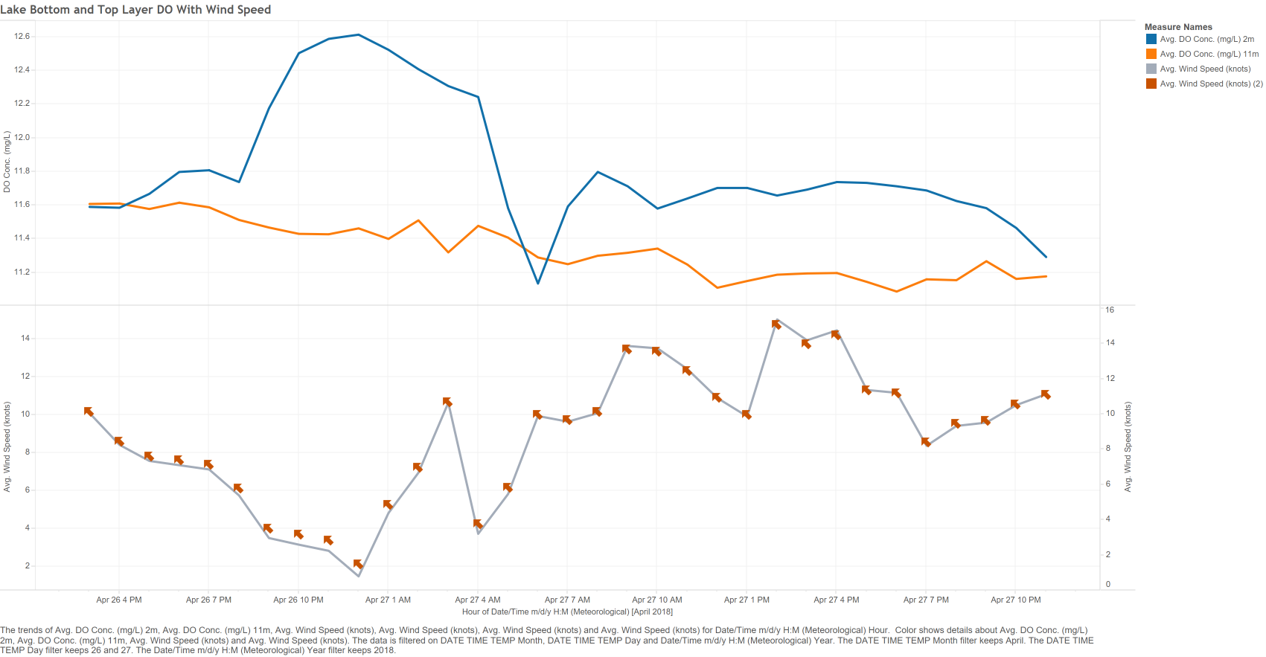 Lake Bottom and Top Layer DO With Wind Speed
Measure Names
Avg. DO Conc. (mg/L) 2m
Avg. DO Conc. (mg/L) 11m
Avg. Wind Speed (knots)
Avg. Wind Speed (knots) (2)
DO Conc. (mg/L)
12.6
12.4
12.2
12.0
11.8
11.6
11.4
11.2
Avg. Wind Speed (knots)
14
12
10
8
6
4
2
16
14
12
10
8
6
4
2
0
Avg. Wind Speed (knots)
Apr 26 4 PM
Apr 26 7 PM
Apr 26 10 PM
Apr 27 1 AM
Apr 27 4 AM
Apr 27 7 AM
Apr 27 10 AM
Apr 27 1 PM
Apr 27 4 PM
Apr 27 7 PM
Apr 27 10 PM
Hour of Date/Time m/d/y H:M (Meteorological) [April 2018]
The trends of Avg. DO Conc. (mg/L) 2m, Avg. DO Conc. (mg/L) 11m, Avg. Wind Speed (knots), Avg. Wind Speed (knots), Avg. Wind Speed (knots) and Avg. Wind Speed (knots) for Date/Time m/d/y H:M (Meteorological) Hour.  Color shows details about Avg. DO Conc. (mg/L)
2m, Avg. DO Conc. (mg/L) 11m, Avg. Wind Speed (knots) and Avg. Wind Speed (knots). The data is filtered on DATE TIME TEMP Month, DATE TIME TEMP Day and Date/Time m/d/y H:M (Meteorological) Year. The DATE TIME TEMP Month filter keeps April. The DATE TIME
TEMP Day filter keeps 26 and 27. The Date/Time m/d/y H:M (Meteorological) Year filter keeps 2018.